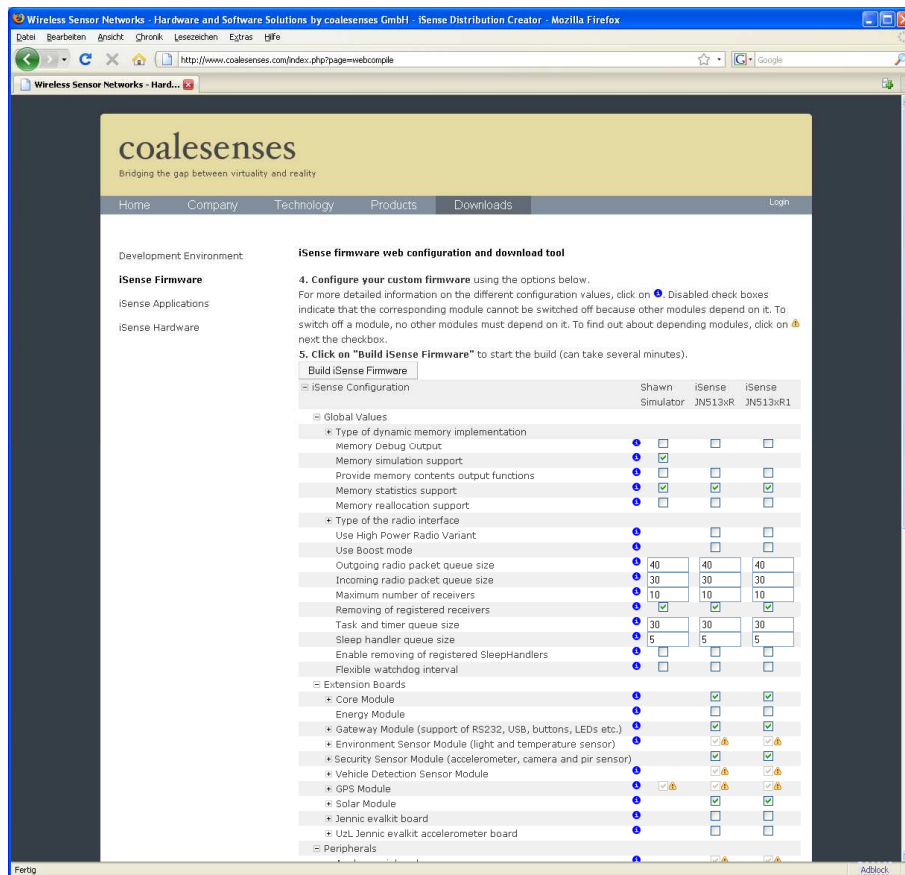 Wireless Sensor Networks - Hardware and Software Solutions by coalesenses GmbH - iSense Distribution Creator - Mozilla Firefox
Datei Bearbeiten Ansicht Chronik Lesezeichen Extras Hilfe
http://www.coalesenses.com/index.php?page=webcompile
Google
Wireless Sensor Networks - Hard...
coalesenses
Bridging the gap between virtuality and reality
Home Company Technology Products Downloads Login
Development Environment
iSense Firmware
iSense Applications
iSense Hardware
iSense firmware web configuration and download tool
4. Configure your custom firmware using the options below.
For more detailed information on the different configuration values, click on i. Disabled check boxes
indicate that the corresponding module cannot be switched off because other modules depend on it. To
switch off a module, no other modules must depend on it. To find out about depending modules, click on
next the checkbox.
5. Click on "Build iSense Firmware" to start the build (can take several minutes).
Build iSense Firmware
iSense Configuration Shawn Simulator iSense JN513xR iSense JN513xR1
Global Values
Type of dynamic memory implementation
Memory Debug Output
Memory simulation support
Provide memory contents output functions
Memory statistics support
Memory reallocation support
Type of the radio interface
Use High Power Radio Variant
Use Boost mode
Outgoing radio packet queue size 40 40 40
Incoming radio packet queue size 30 30 30
Maximum number of receivers 10 10 10
Removing of registered receivers
Task and timer queue size 30 30 30
Sleep handler queue size 5 5 5
Enable removing of registered SleepHandlers
Flexible watchdog interval
Extension Boards
Core Module
Energy Module
Gateway Module (support of RS232, USB, buttons, LEDs etc.)
Environment Sensor Module (light and temperature sensor)
Security Sensor Module (accelerometer, camera and pir sensor)
Vehicle Detection Sensor Module
GPS Module
Solar Module
Jennic evalkit board
UzL Jennic evalkit accelerometer board
Peripherals
Fertig Adblock